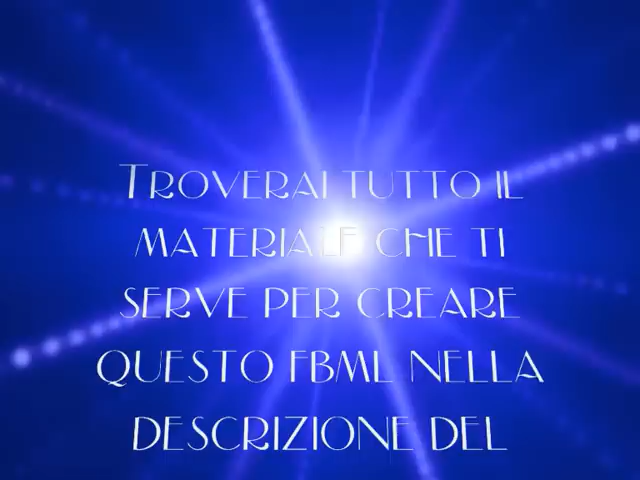 Troverai tutto il
materiale che ti
serve per creare
questo fbml nella
descrizione del